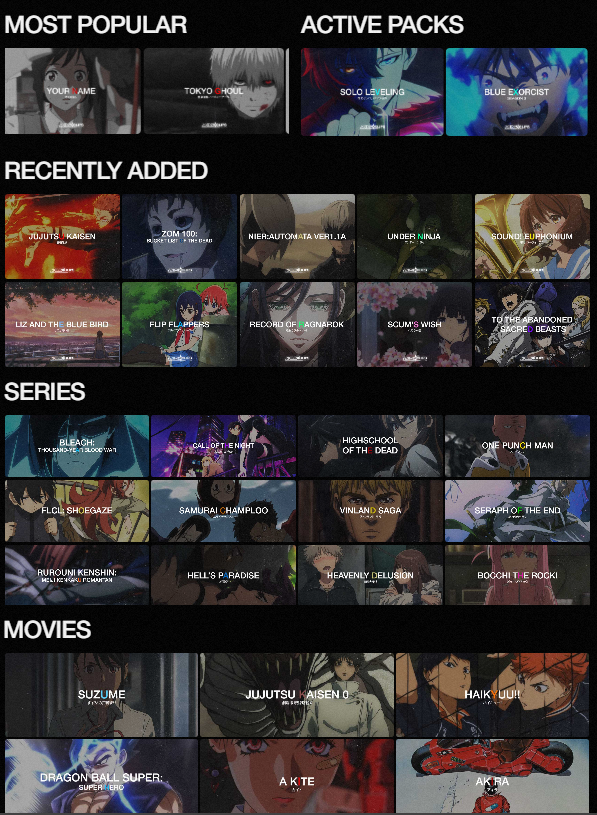 MOST POPULAR
ACTIVE PACKS
YOUR NAME
TOKYO GHOUL
SOLO LEVELING
BLUE EXORCIST
RECENTLY ADDED
JUJUTSU KAISEN
ZOM 100:
BUCKET LIST OF THE DEAD
NIER:AUTOMATA VER1.1A
UNDER NINJA
SOUND! EUPHONIUM
LIZ AND THE BLUE BIRD
FLIP FLAPPERS
RECORD OF RAGNAROK
SCUM'S WISH
TO THE ABANDONED
SACRED BEASTS
SERIES
BLEACH:
THOUSAND-YEAR BLOOD WAR
CALL OF THE NIGHT
HIGHSCHOOL
OF THE DEAD
ONE PUNCH MAN
FLCL: SHOEGAZE
SAMURAI CHAMPLOO
VINLAND SAGA
SERAPH OF THE END
RUROUNI KENSHIN:
MEIJI KENKAKU ROMANTAN
HELL'S PARADISE
HEAVENLY DELUSION
BOCCHI THE ROCK!
MOVIES
SUZUME
JUJUTSU KAISEN 0
HAIKYUU!!
DRAGON BALL SUPER:
SUPER HERO
A KITE
AKIRA